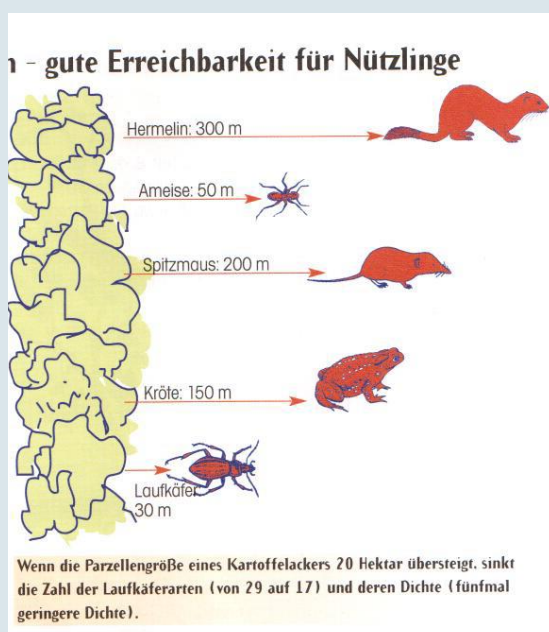 – gute Erreichbarkeit für Nützlinge
Hermelin: 300 m
Ameise: 50 m
Spitzmaus: 200 m
Kröte: 150 m
Laufkäfer
30 m
Wenn die Parzellengröße eines Kartoffelackers 20 Hektar übersteigt, sinkt
die Zahl der Laufkäferarten (von 29 auf 17) und deren Dichte (fünfmal
geringere Dichte).